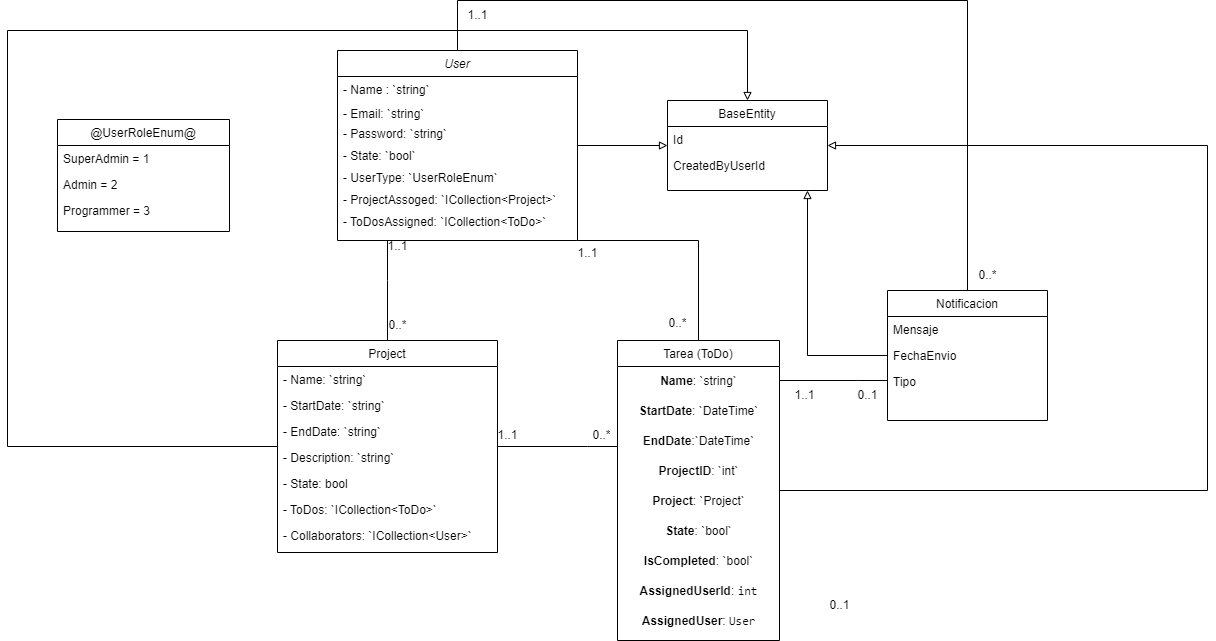 1..1
User
- Name : `string`
- Email: `string`
- Password: `string`
- State: `bool`
- UserType: `UserRoleEnum`
- ProjectAssoged: `ICollection<Project>`
- ToDosAssigned: `ICollection<ToDo>`
BaseEntity
Id
CreatedByUserId
@UserRoleEnum@
SuperAdmin = 1
Admin = 2
Programmer = 3
1..1
1..1
0..*
0..*
0..*
Notificacion
Mensaje
FechaEnvio
Tipo
Project
- Name: `string`
- StartDate: `string`
- EndDate: `string`
- Description: `string`
- State: bool
- ToDos: `ICollection<ToDo>`
- Collaborators: `ICollection<User>`
1..1
0..*
Tarea (ToDo)
Name: `string`
StartDate: `DateTime`
EndDate:`DateTime`
ProjectID: `int`
Project: `Project`
State: `bool`
IsCompleted: `bool`
AssignedUserId: int
AssignedUser: User
1..1
0..1
0..1